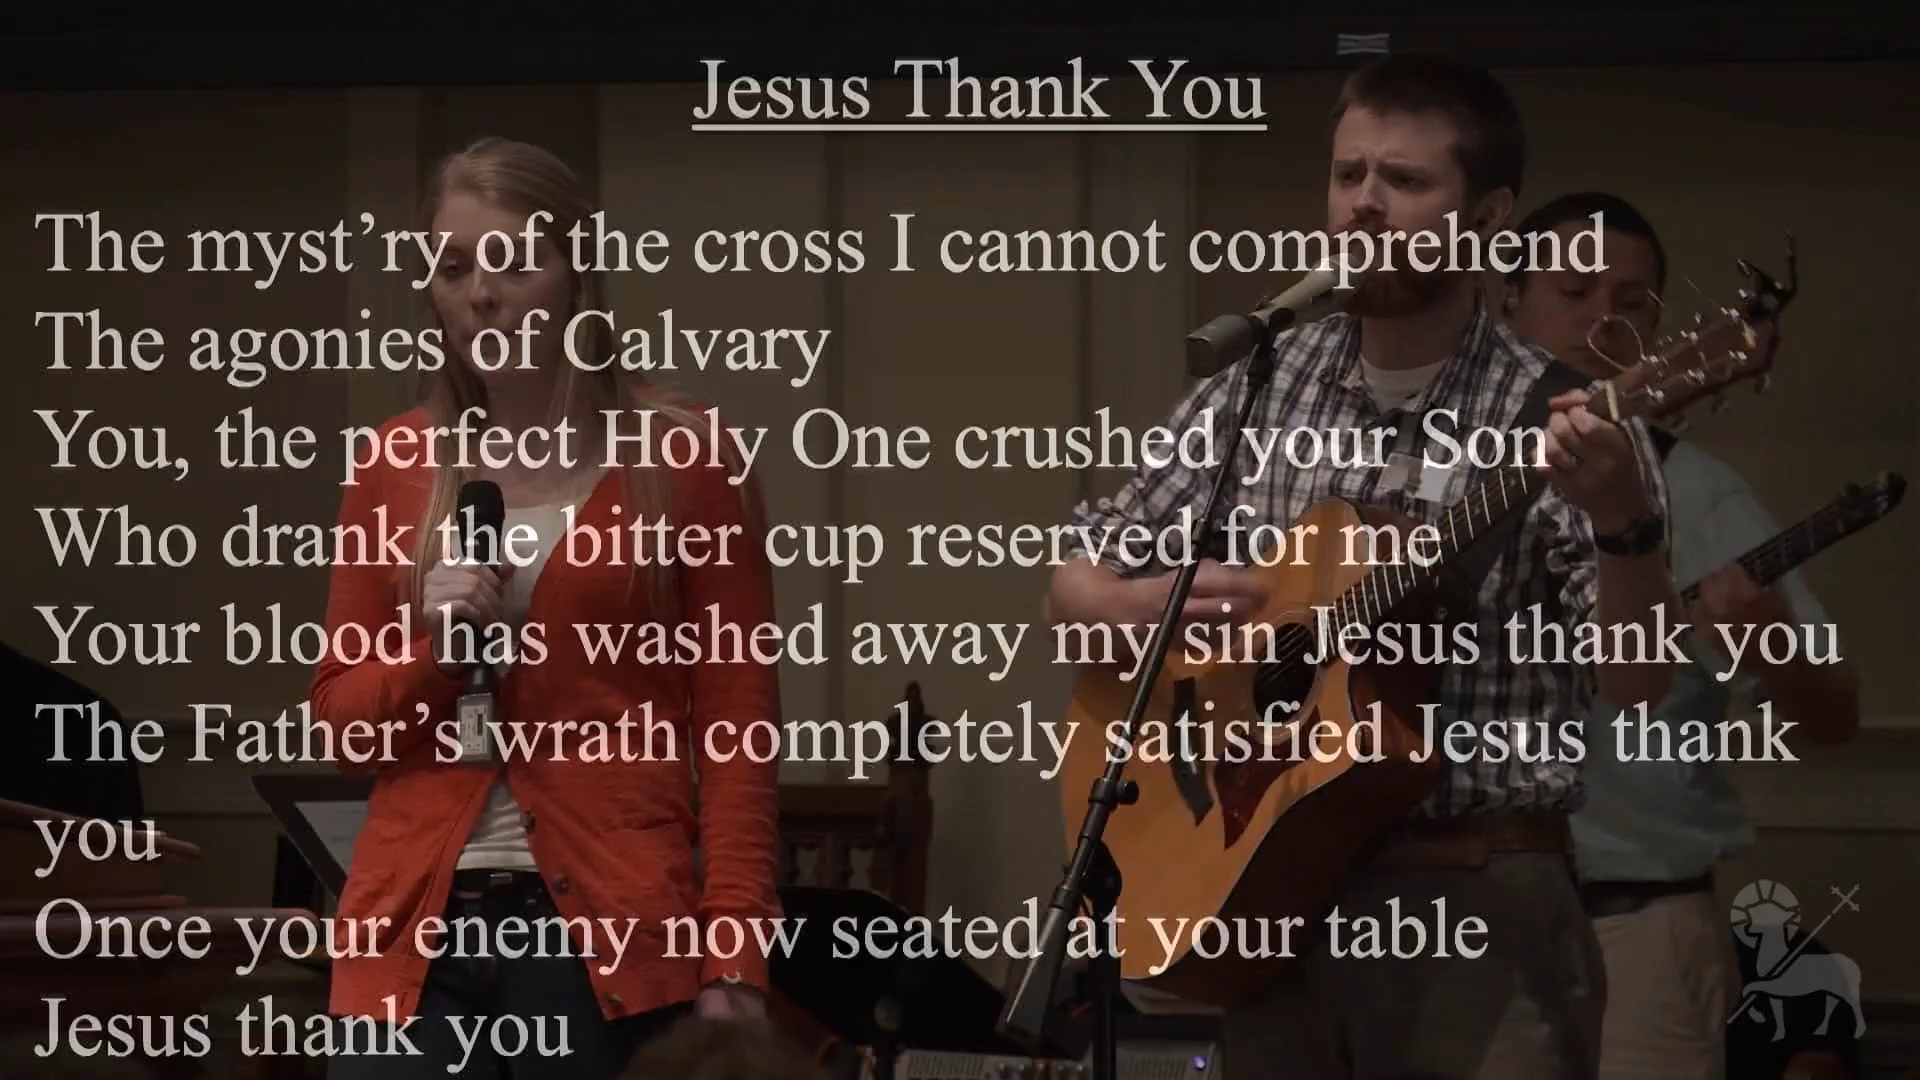 Jesus Thank You
The myst’ry of the cross I cannot comprehend
The agonies of Calvary
You, the perfect Holy One crushed your Son
Who drank the bitter cup reserved for me
Your blood has washed away my sin Jesus thank you
The Father’s wrath completely satisfied Jesus thank
you
Once your enemy now seated at your table
Jesus thank you